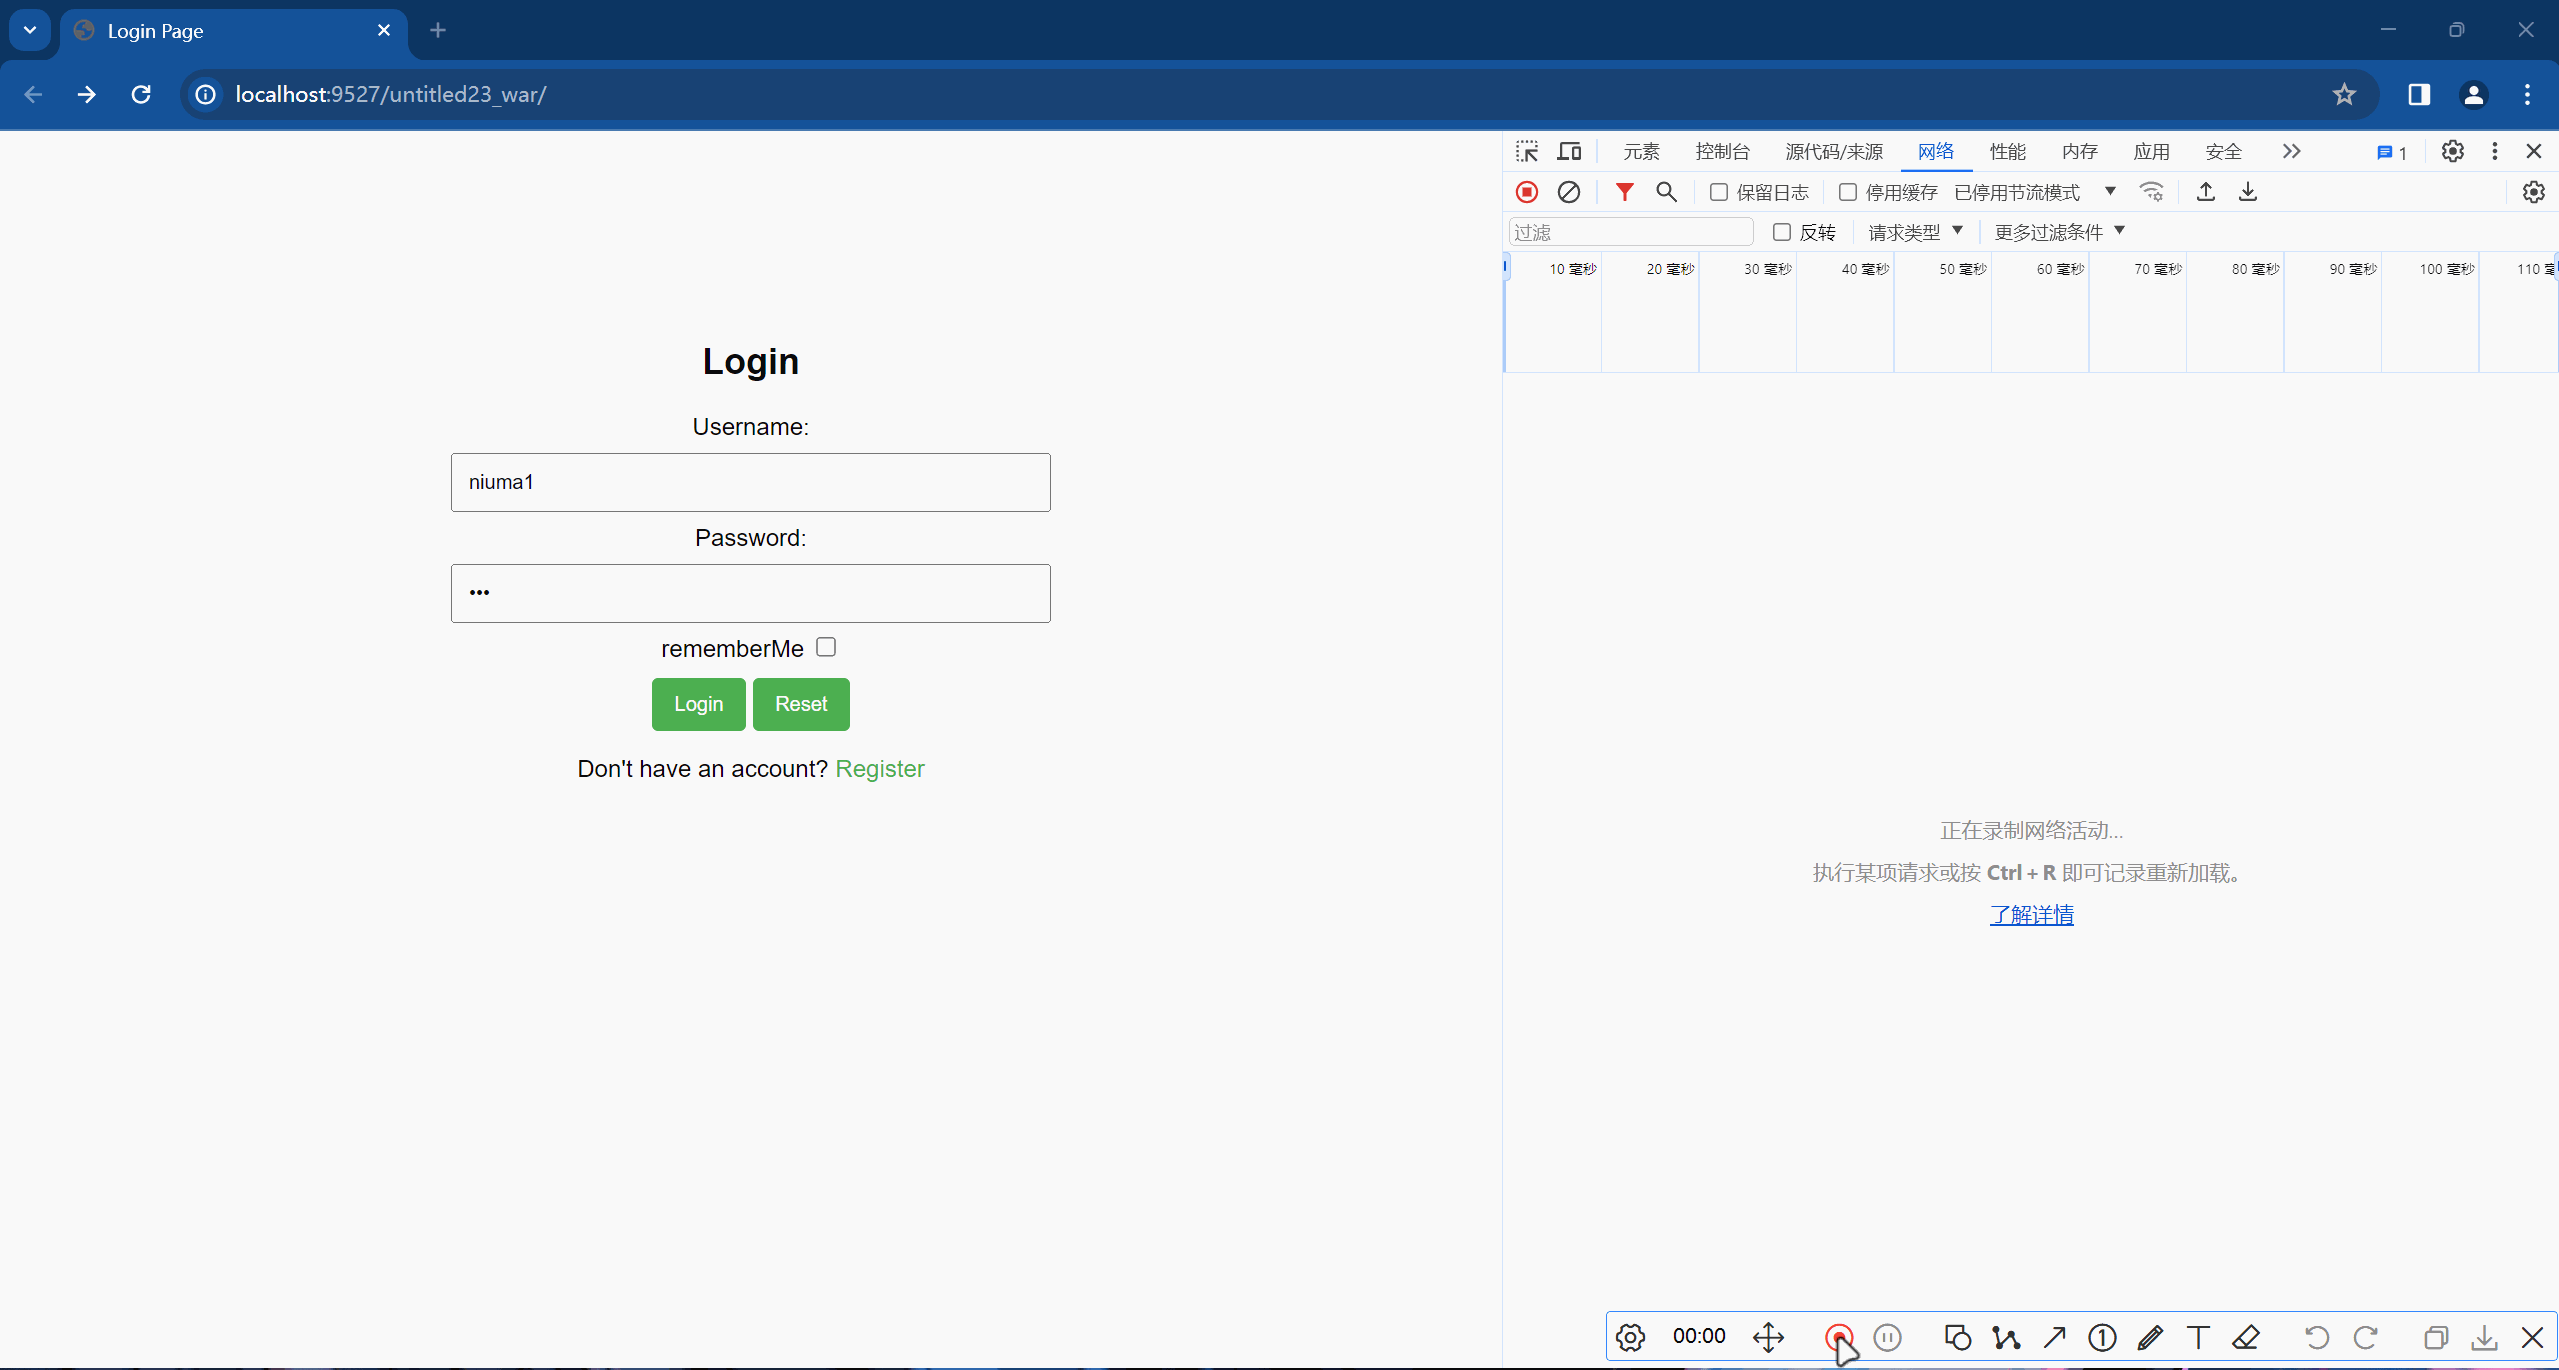 Login Page
localhost:9527/untitled23_war/
元素 控制台 源代码/来源 网络 性能 内存 应用 安全 1
保留日志 停用缓存 已停用节流模式
过滤 反转 请求类型 更多过滤条件
10 毫秒 20 毫秒 30 毫秒 40 毫秒 50 毫秒 60 毫秒 70 毫秒 80 毫秒 90 毫秒 100 毫秒 110 毫
Login
Username:
niuma1
Password:
•••
rememberMe
Login Reset
Don't have an account? Register
正在录制网络活动...
执行某项请求或按 Ctrl + R 即可记录重新加载。
了解详情
00:00 1 T